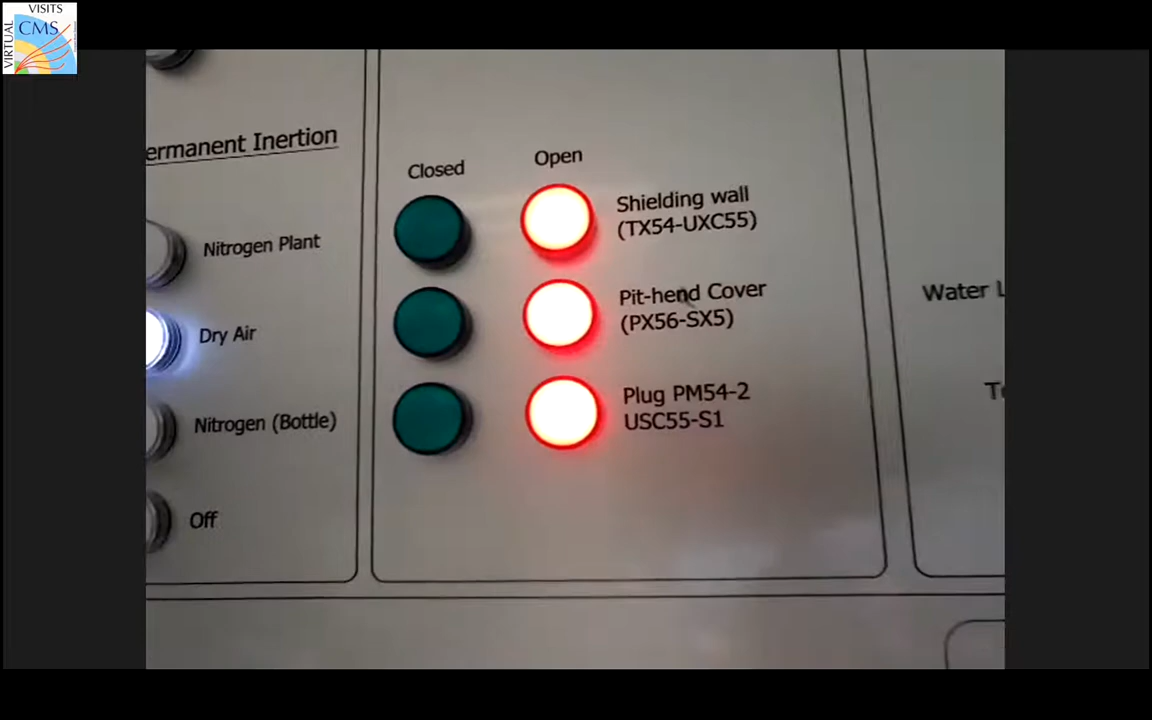 VISITS
VIRTUAL
CMS
ermanent Inertion
Nitrogen Plant
Dry Air
Nitrogen (Bottle)
Off
Closed
Open
Shielding wall
(TX54-UXC55)
Pit-hend Cover
(PX56-SX5)
Plug PM54-2
USC55-S1
Water L